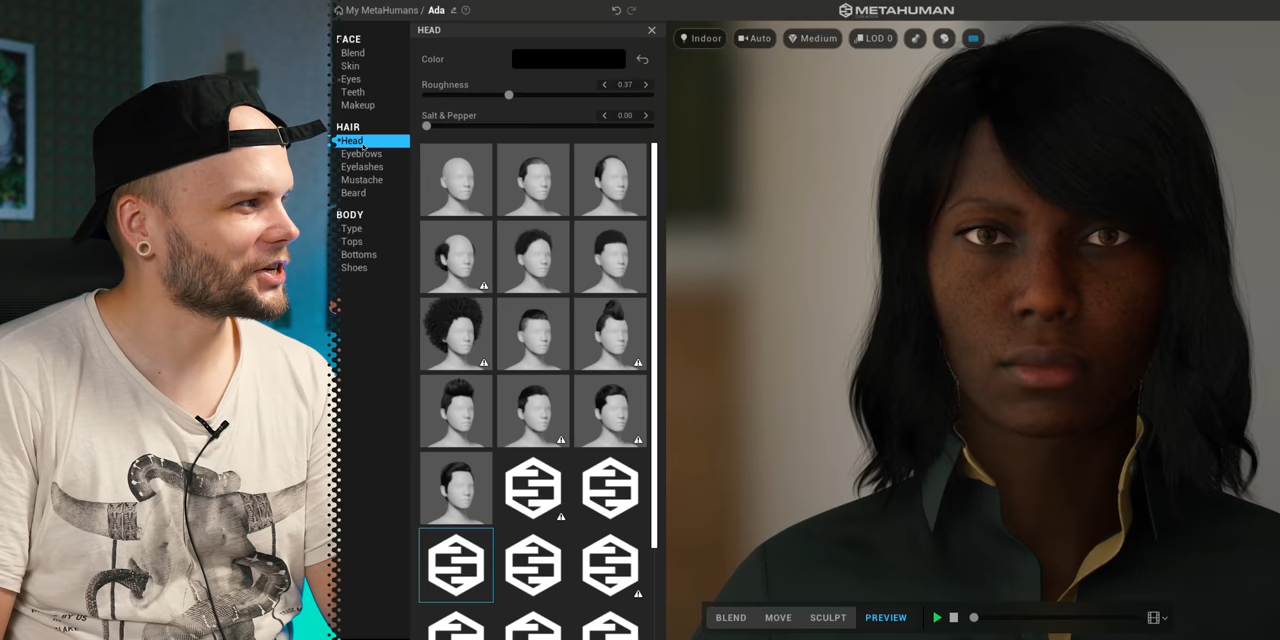 My MetaHumans / Ada
METAHUMAN
FACE
Blend
Skin
Eyes
Teeth
Makeup
HAIR
Head
Eyebrows
Eyelashes
Mustache
Beard
BODY
Type
Tops
Bottoms
Shoes
HEAD
Color
Roughness
0.37
Salt & Pepper
0.00
Indoor
Auto
Medium
LOD 0
BLEND
MOVE
SCULPT
PREVIEW